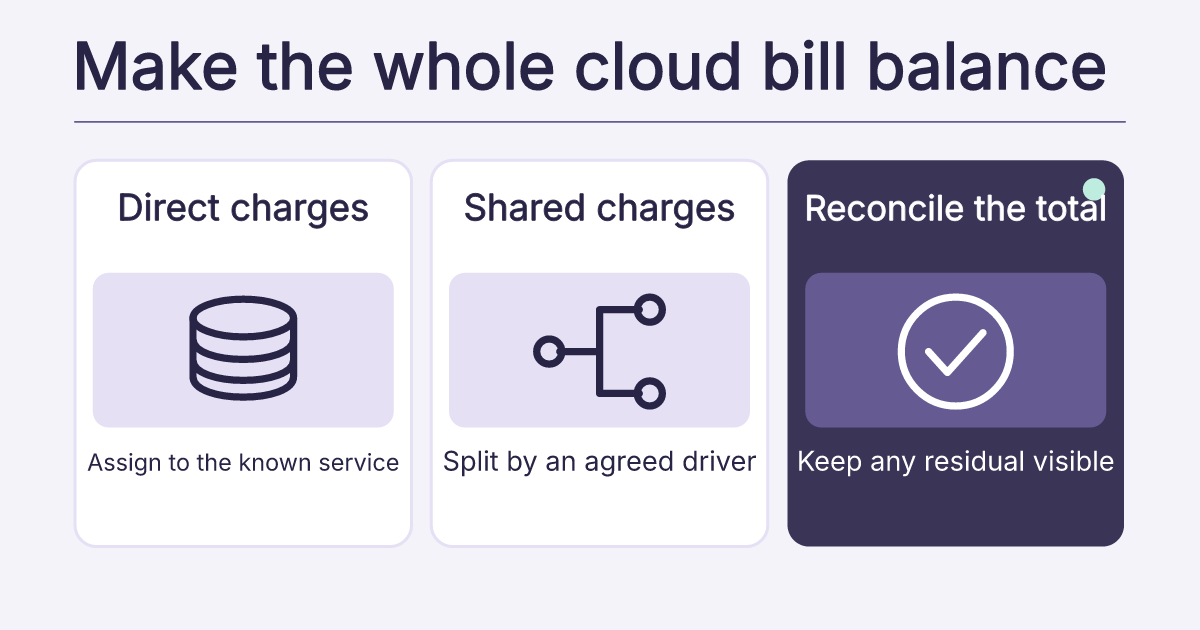 Make the whole cloud bill balance
Direct charges
Assign to the known service
Shared charges
Split by an agreed driver
Reconcile the total
Keep any residual visible